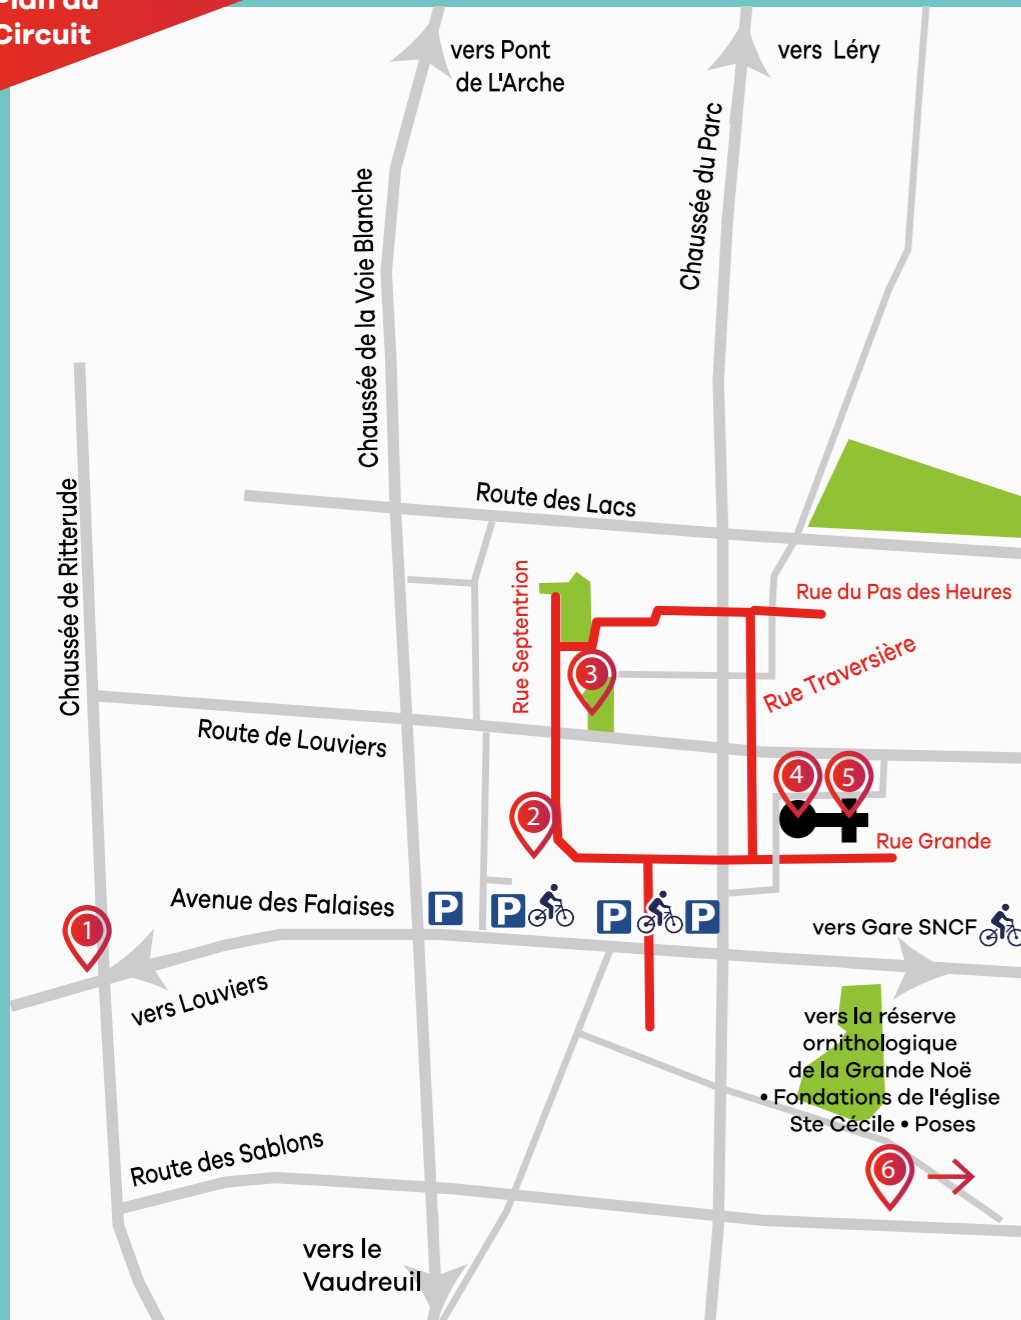 Plan du
Circuit
vers Pont
de L'Arche
vers Léry
Chaussée du Parc
Chaussée de la Voie Blanche
Chaussée de Ritterude
Route des Lacs
Rue Septentrion
Rue du Pas des Heures
Rue Traversière
3
Route de Louviers
4
5
2
Rue Grande
Avenue des Falaises
P
P
P
P
1
vers Gare SNCF
vers Louviers
vers la réserve
ornithologique
de la Grande Noë
• Fondations de l'église
Ste Cécile • Poses
6
Route des Sablons
vers le
Vaudreuil